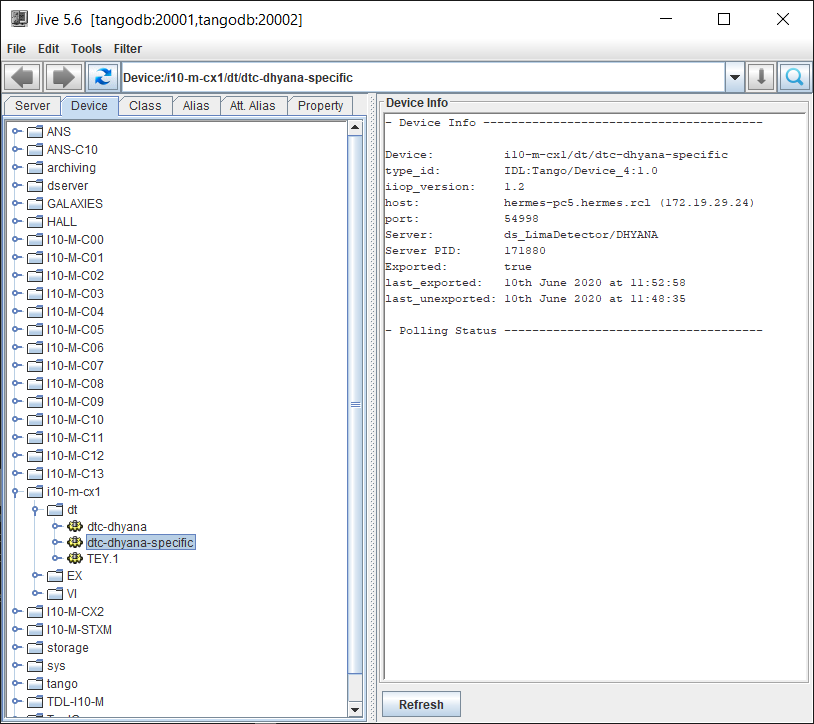 Jive 5.6 [tangodb:20001,tangodb:20002]
File Edit Tools Filter
Device:/i10-m-cx1/dt/dtc-dhyana-specific
Server Device Class Alias Att. Alias Property
ANS
ANS-C10
archiving
dserver
GALAXIES
HALL
I10-M-C00
I10-M-C01
I10-M-C02
I10-M-C03
I10-M-C04
I10-M-C05
I10-M-C06
I10-M-C07
I10-M-C08
I10-M-C09
I10-M-C10
I10-M-C11
I10-M-C12
I10-M-C13
i10-m-cx1
dt
dtc-dhyana
dtc-dhyana-specific
TEY.1
EX
VI
I10-M-CX2
I10-M-STXM
storage
sys
tango
TDL-I10-M
Device Info
- Device Info ----------------------------------------
Device: i10-m-cx1/dt/dtc-dhyana-specific
type_id: IDL:Tango/Device_4:1.0
iiop_version: 1.2
host: hermes-pc5.hermes.rcl (172.19.29.24)
port: 54998
Server: ds_LimaDetector/DHYANA
Server PID: 171880
Exported: true
last_exported: 10th June 2020 at 11:52:58
last_unexported: 10th June 2020 at 11:48:35
- Polling Status -------------------------------------
Refresh